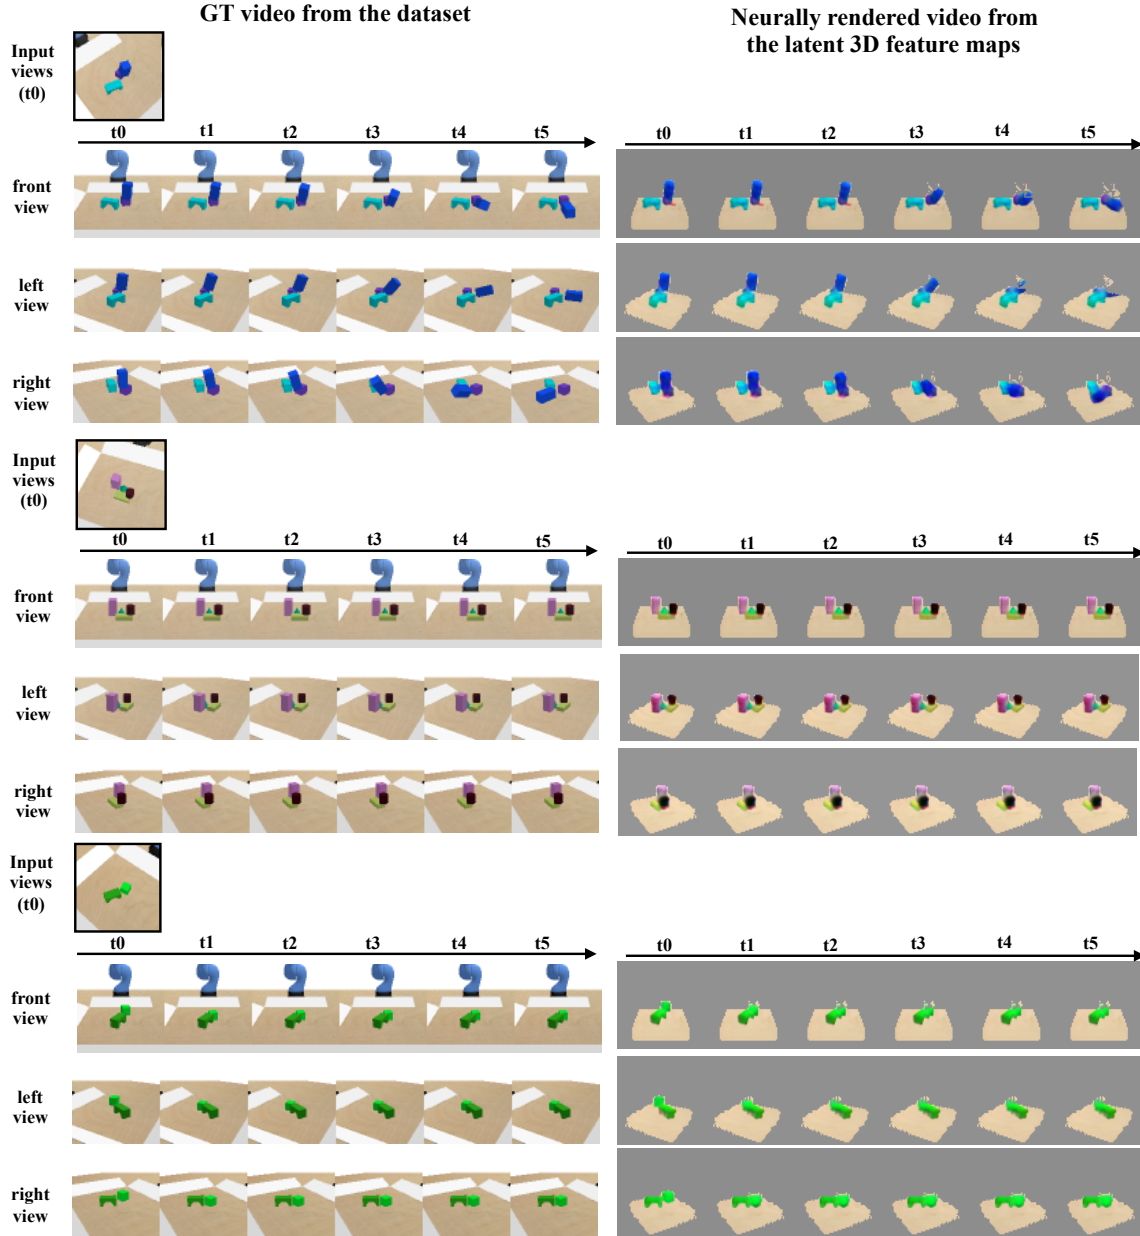 GT video from the dataset
Neurally rendered video from
the latent 3D feature maps
Input
views
(t0)
t0 t1 t2 t3 t4 t5
t0 t1 t2 t3 t4 t5
front
view
left
view
right
view
Input
views
(t0)
t0 t1 t2 t3 t4 t5
t0 t1 t2 t3 t4 t5
front
view
left
view
right
view
Input
views
(t0)
t0 t1 t2 t3 t4 t5
t0 t1 t2 t3 t4 t5
front
view
left
view
right
view